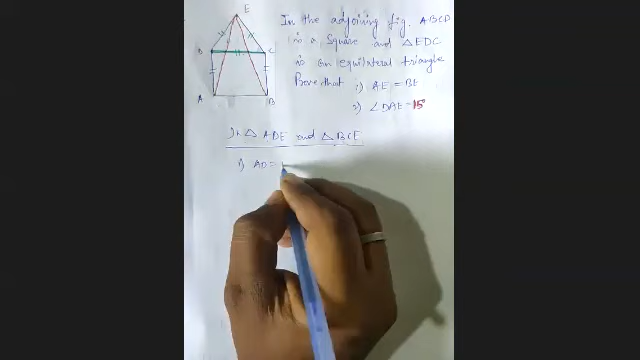 E
In the adjoining fig. ABCD
is a Square and △ EDC
D
C
is an equilateral triangle
Prove that i) AE = BE
A
B
2) ∠DAE = 15°
In △ ADE and △ BCE
1) AD =